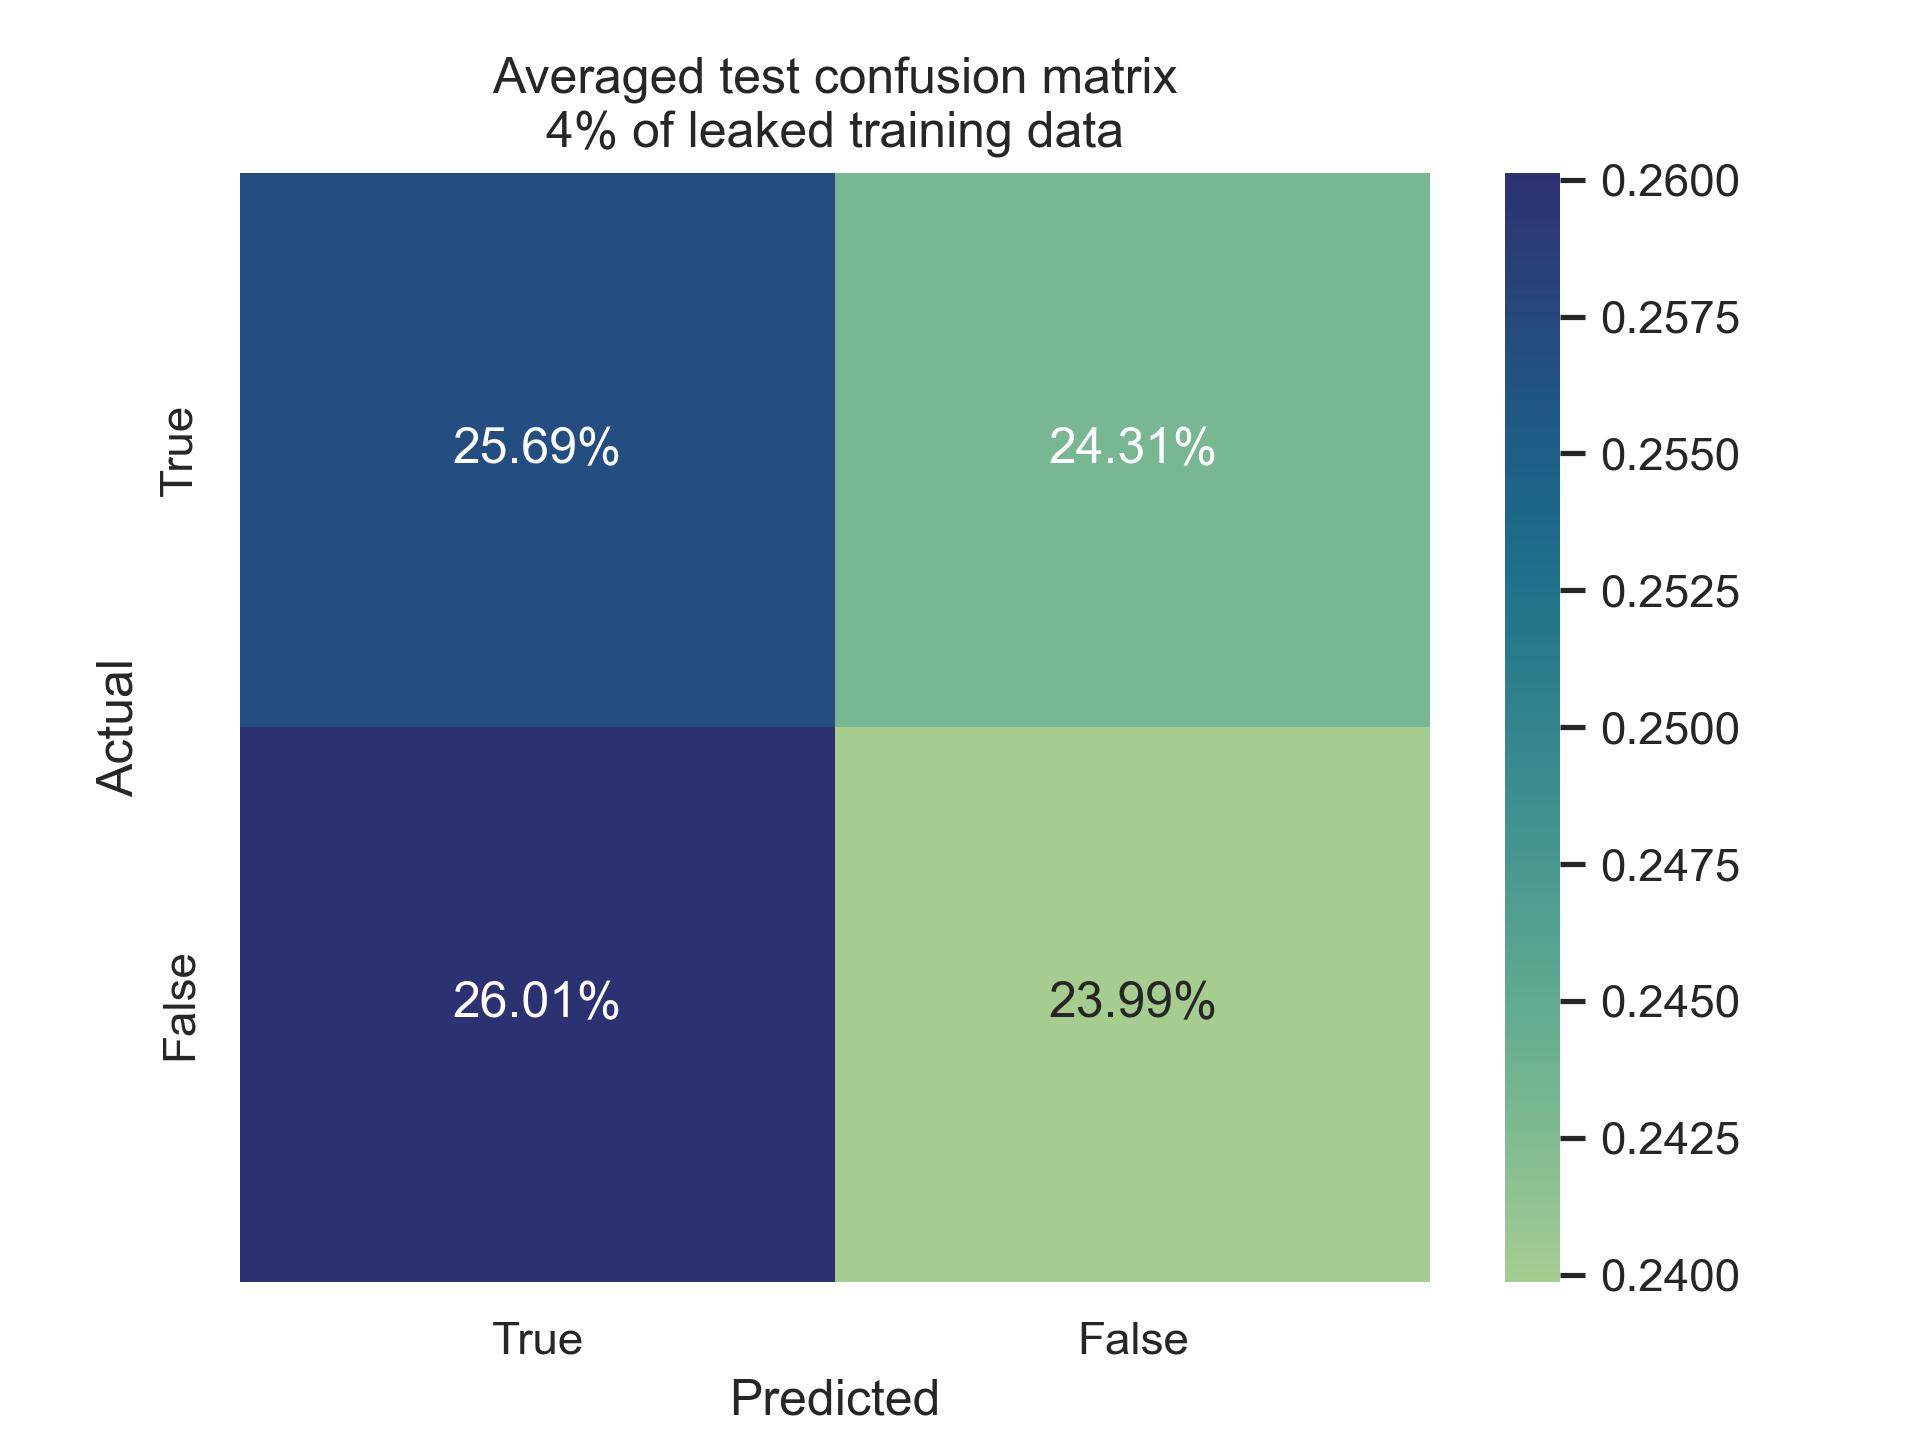 Averaged test confusion matrix
4% of leaked training data
Actual
True
25.69%
24.31%
False
26.01%
23.99%
True
False
Predicted
0.2600
0.2575
0.2550
0.2525
0.2500
0.2475
0.2450
0.2425
0.2400